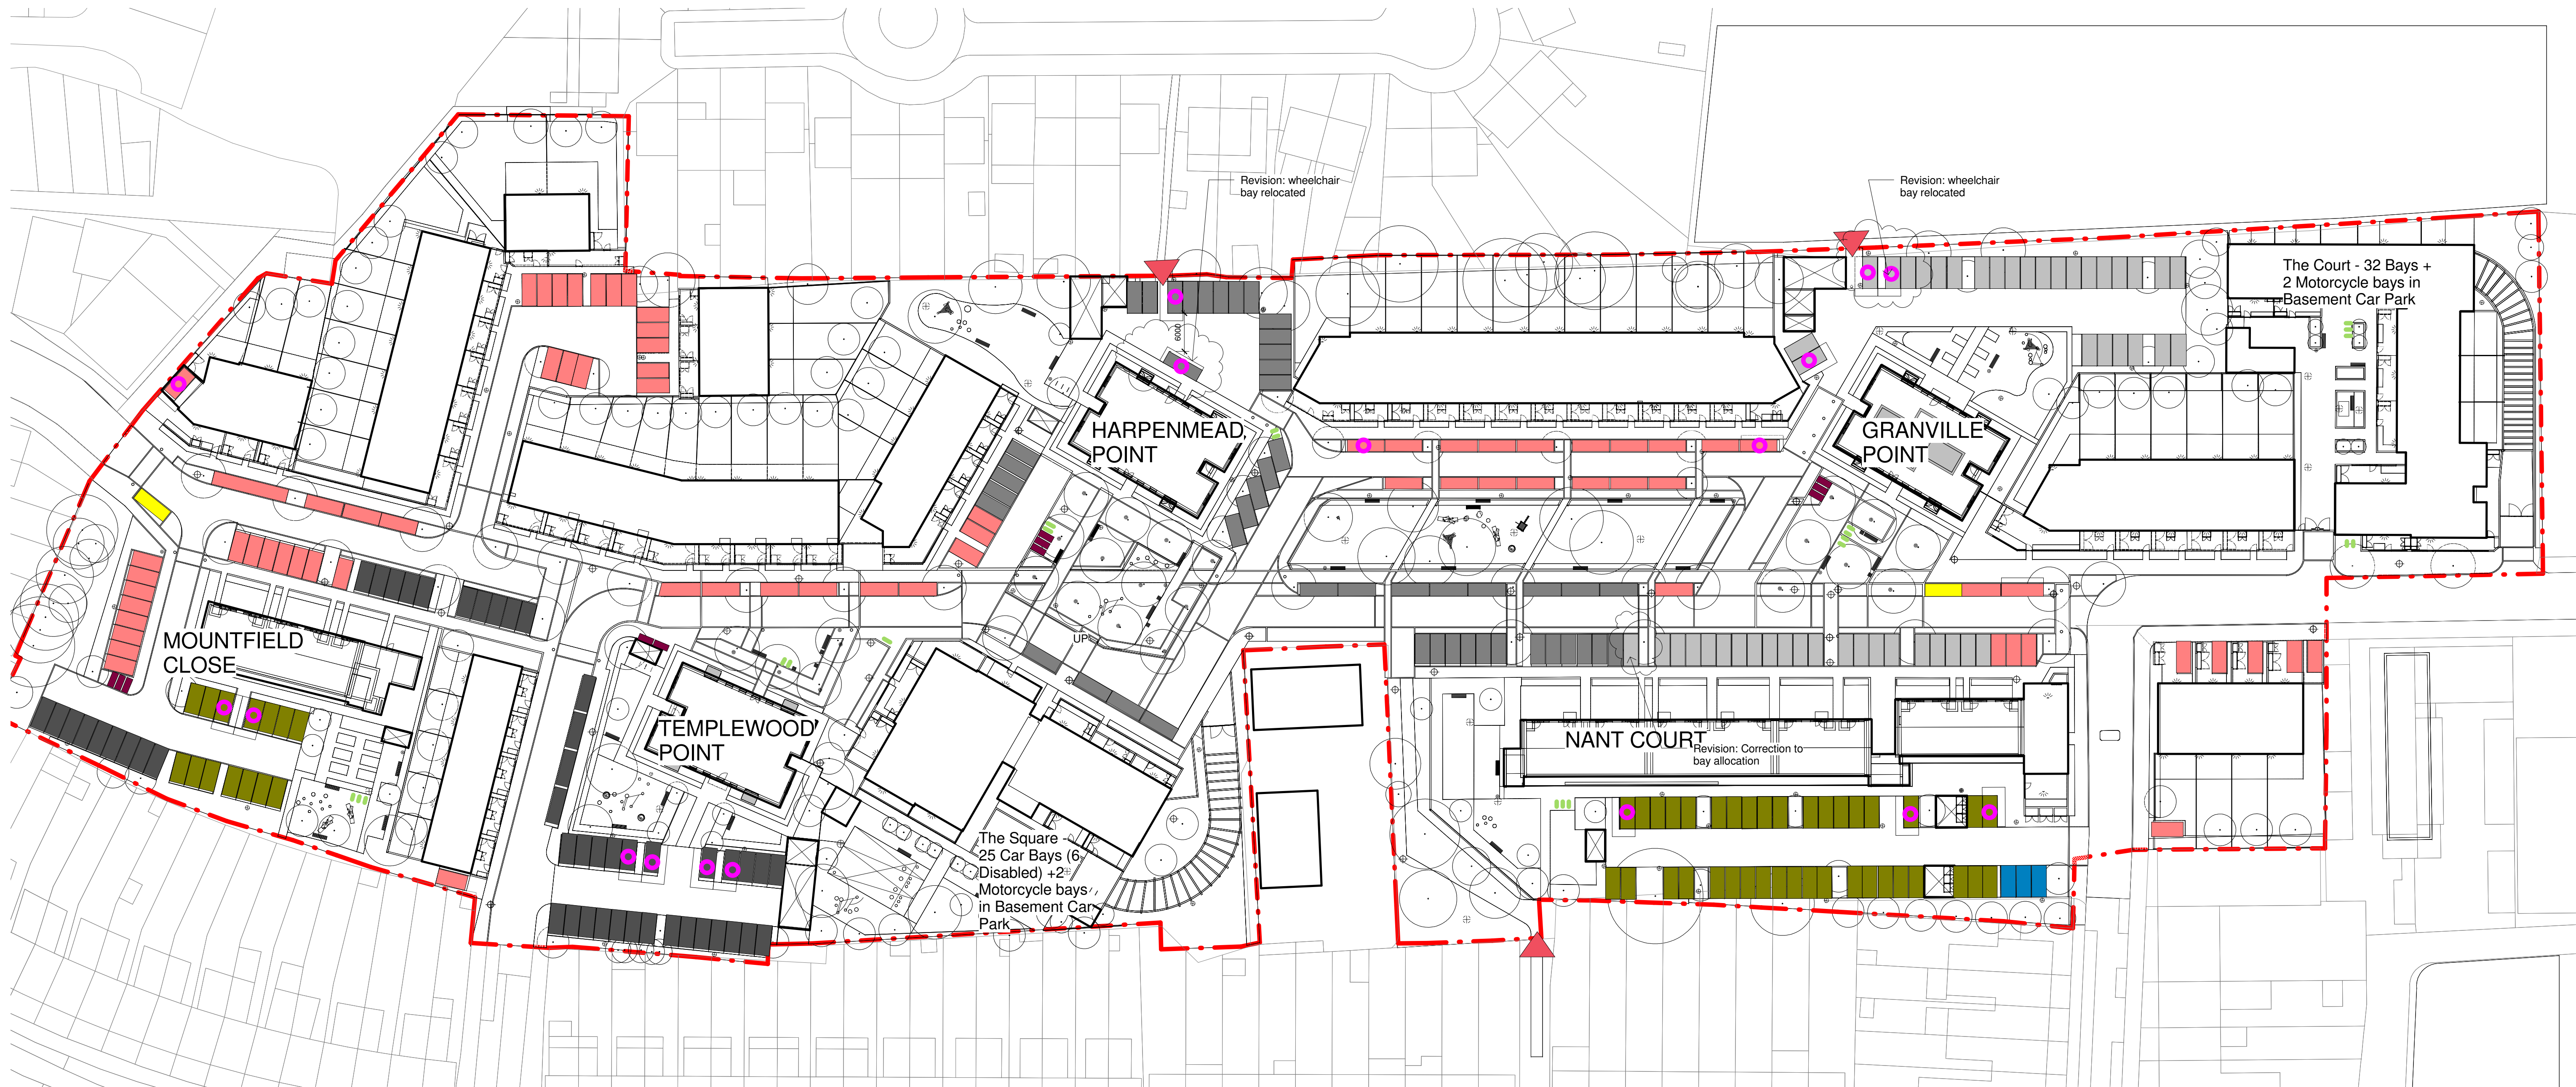 Revision: wheelchair
bay relocated
Revision: wheelchair
bay relocated
The Court - 32 Bays +
2 Motorcycle bays in
Basement Car Park
6000
HARPENMEAD
POINT
GRANVILLE
POINT
MOUNTFIELD
CLOSE
UP
TEMPLEWOOD
POINT
NANT COURT
Revision: Correction to
bay allocation
The Square -
25 Car Bays (6
Disabled) +2
Motorcycle bays
in Basement Car
Park